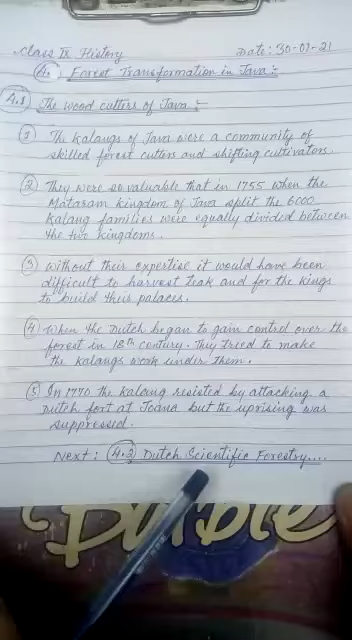 Class IX History Date: 30-07-21
4. Forest Transformation in Java:-
4.1 The wood cutters of Java :-
① The Kalangs of Java were a community of
skilled forest cutters and shifting cultivators.
② They were so valuable that in 1755 when the
Mataram kingdom of Java split the 6000
Kalang families were equally divided between
the two kingdoms.
③ Without their expertise it would have been
difficult to harvest teak and for the kings
to build their palaces.
④ When the Dutch began to gain control over the
forest in 18th century. They tried to make
the kalangs work under them.
⑤ In 1770 the kalang resisted by attacking a
Dutch fort at Joana but the uprising was
suppressed.
Next: 4.2 Dutch Scientific Forestry....
Barbie